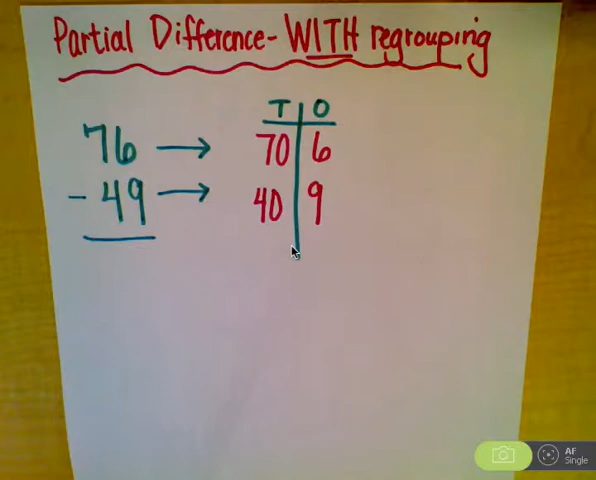 Partial Difference- WITH regrouping
T O
76 → 70 6
- 49 → 40 9
AF
Single